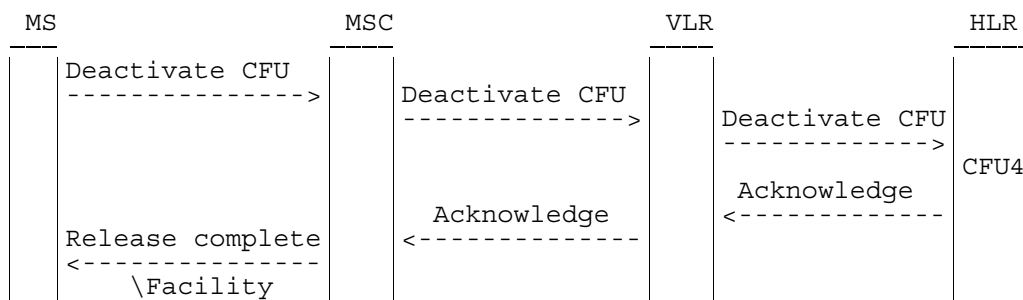 MS MSC VLR HLR
Deactivate CFU
--------------->
Deactivate CFU
-------------->
Deactivate CFU
------------->
CFU4
Acknowledge
<-------------
Acknowledge
<--------------
Release complete
<---------------
\Facility